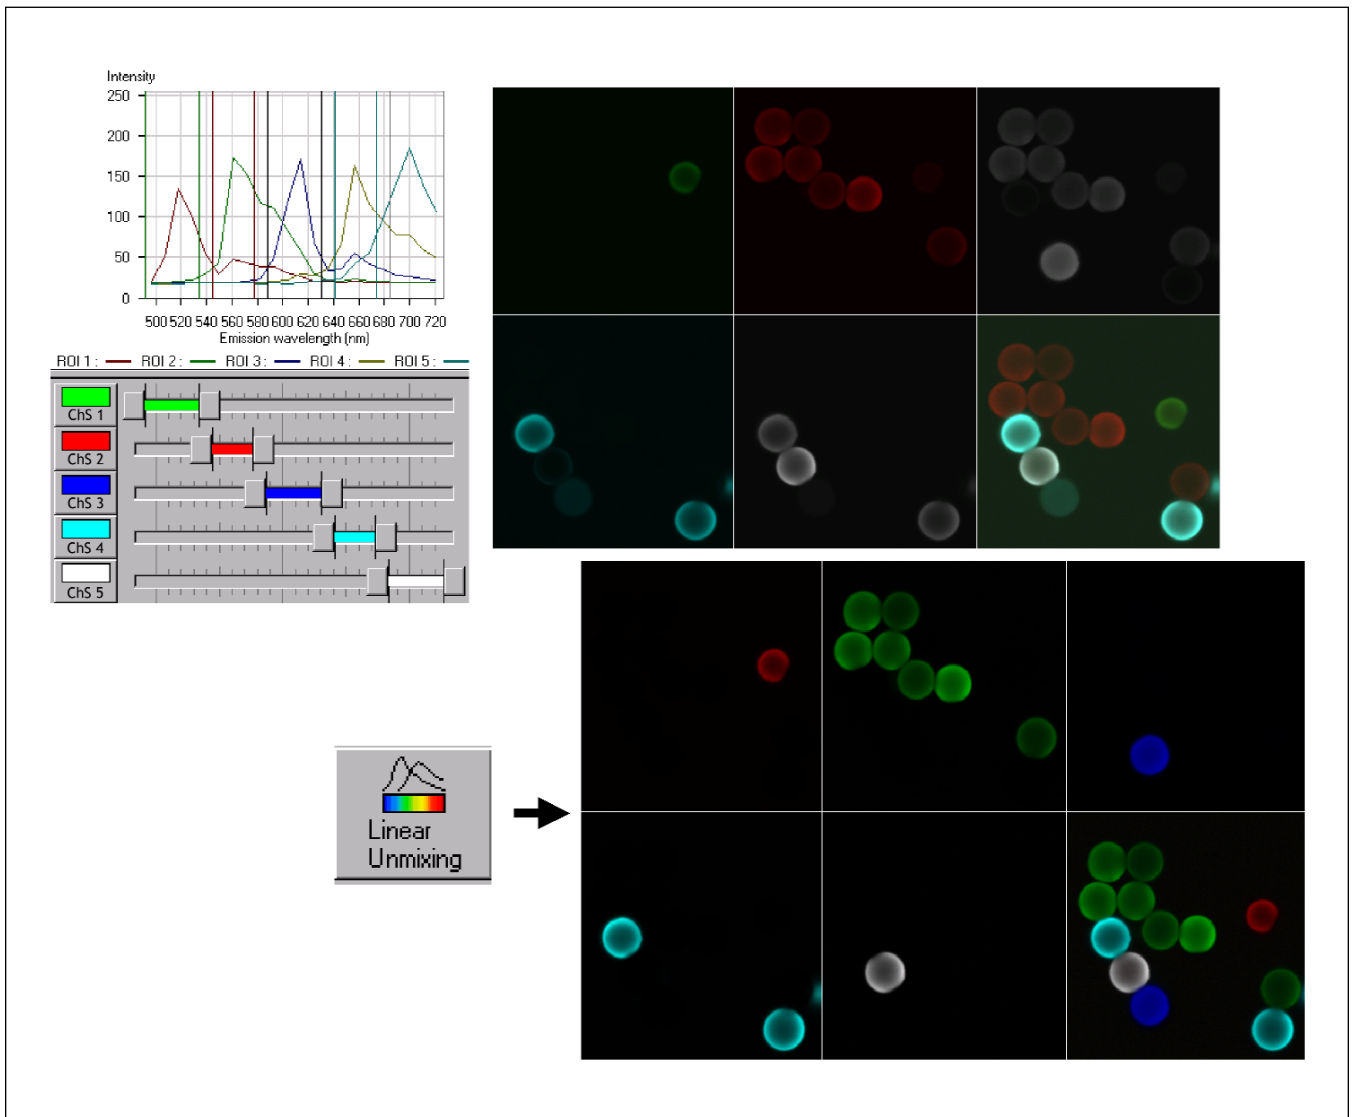 Intensity
250
200
150
100
50
0
500 520 540 560 580 600 620 640 660 680 700 720
Emission wavelength (nm)
ROI 1 : ROI 2 : ROI 3 : ROI 4 : ROI 5 :
ChS 1
ChS 2
ChS 3
ChS 4
ChS 5
Linear
Unmixing